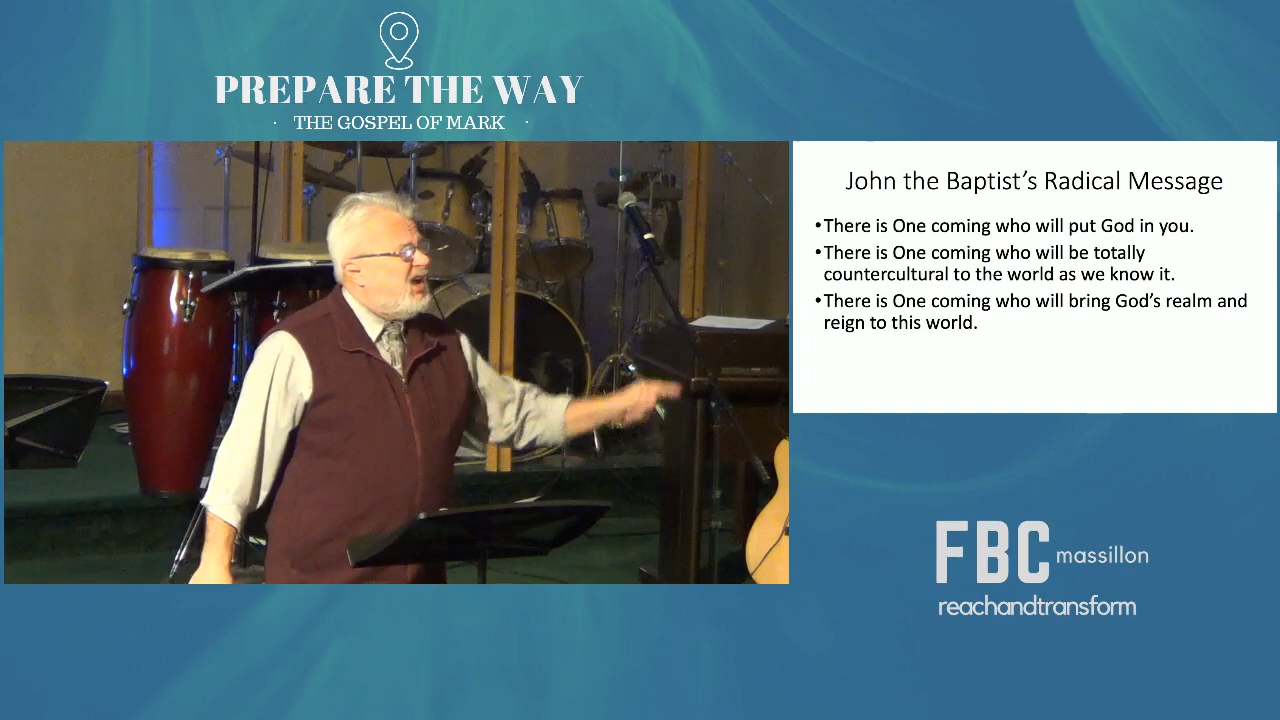 PREPARE THE WAY
· THE GOSPEL OF MARK ·
John the Baptist’s Radical Message
•There is One coming who will put God in you.
•There is One coming who will be totally
countercultural to the world as we know it.
•There is One coming who will bring God’s realm and
reign to this world.
FBC massillon
reachandtransform